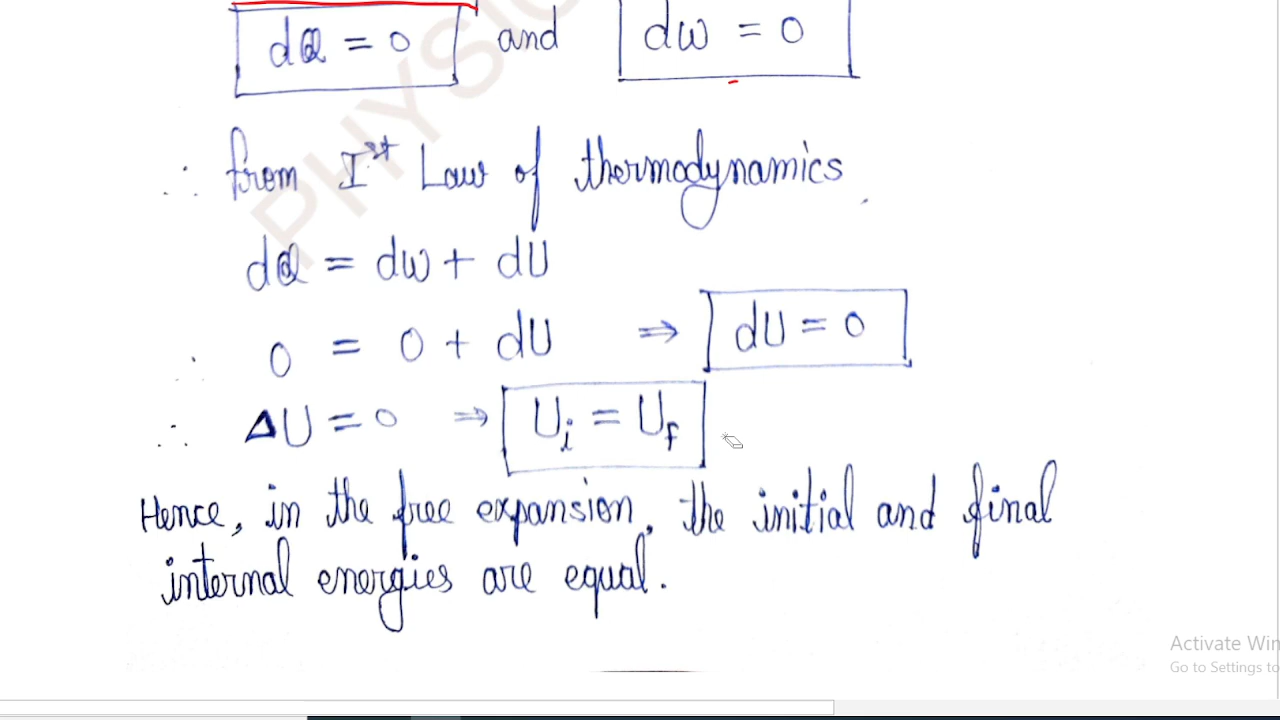 dQ = 0 and dW = 0
PHYSI
∴ from Ist Law of thermodynamics
dQ = dW + dU
∴ 0 = 0 + dU ⇒ dU = 0
∴ ΔU = 0 ⇒ Ui = Uf
Hence, in the free expansion, the initial and final
internal energies are equal.
Activate Win
Go to Settings to